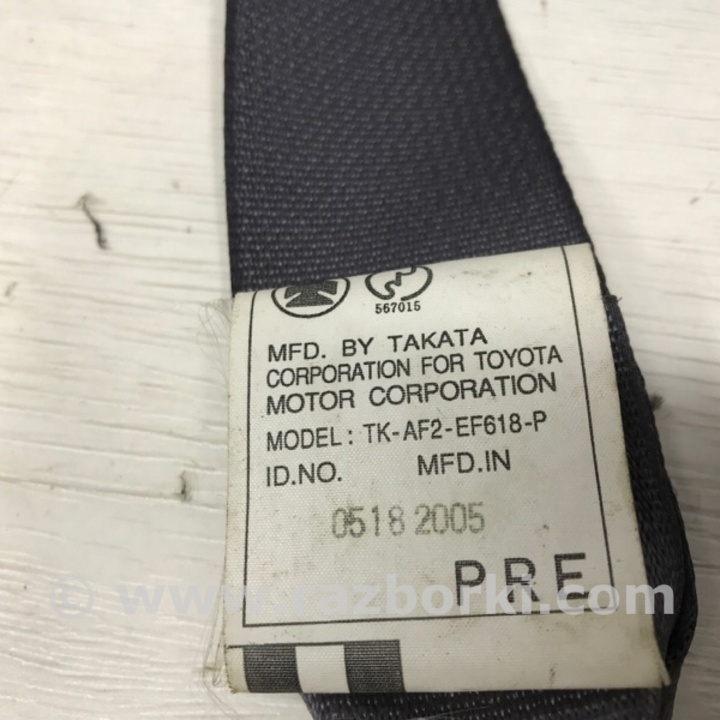 567015
MFD. BY TAKATA
CORPORATION FOR TOYOTA
MOTOR CORPORATION
MODEL: TK-AF2-EF618-P
ID.NO. MFD.IN
0518 2005
PRE
© www.razborki.com